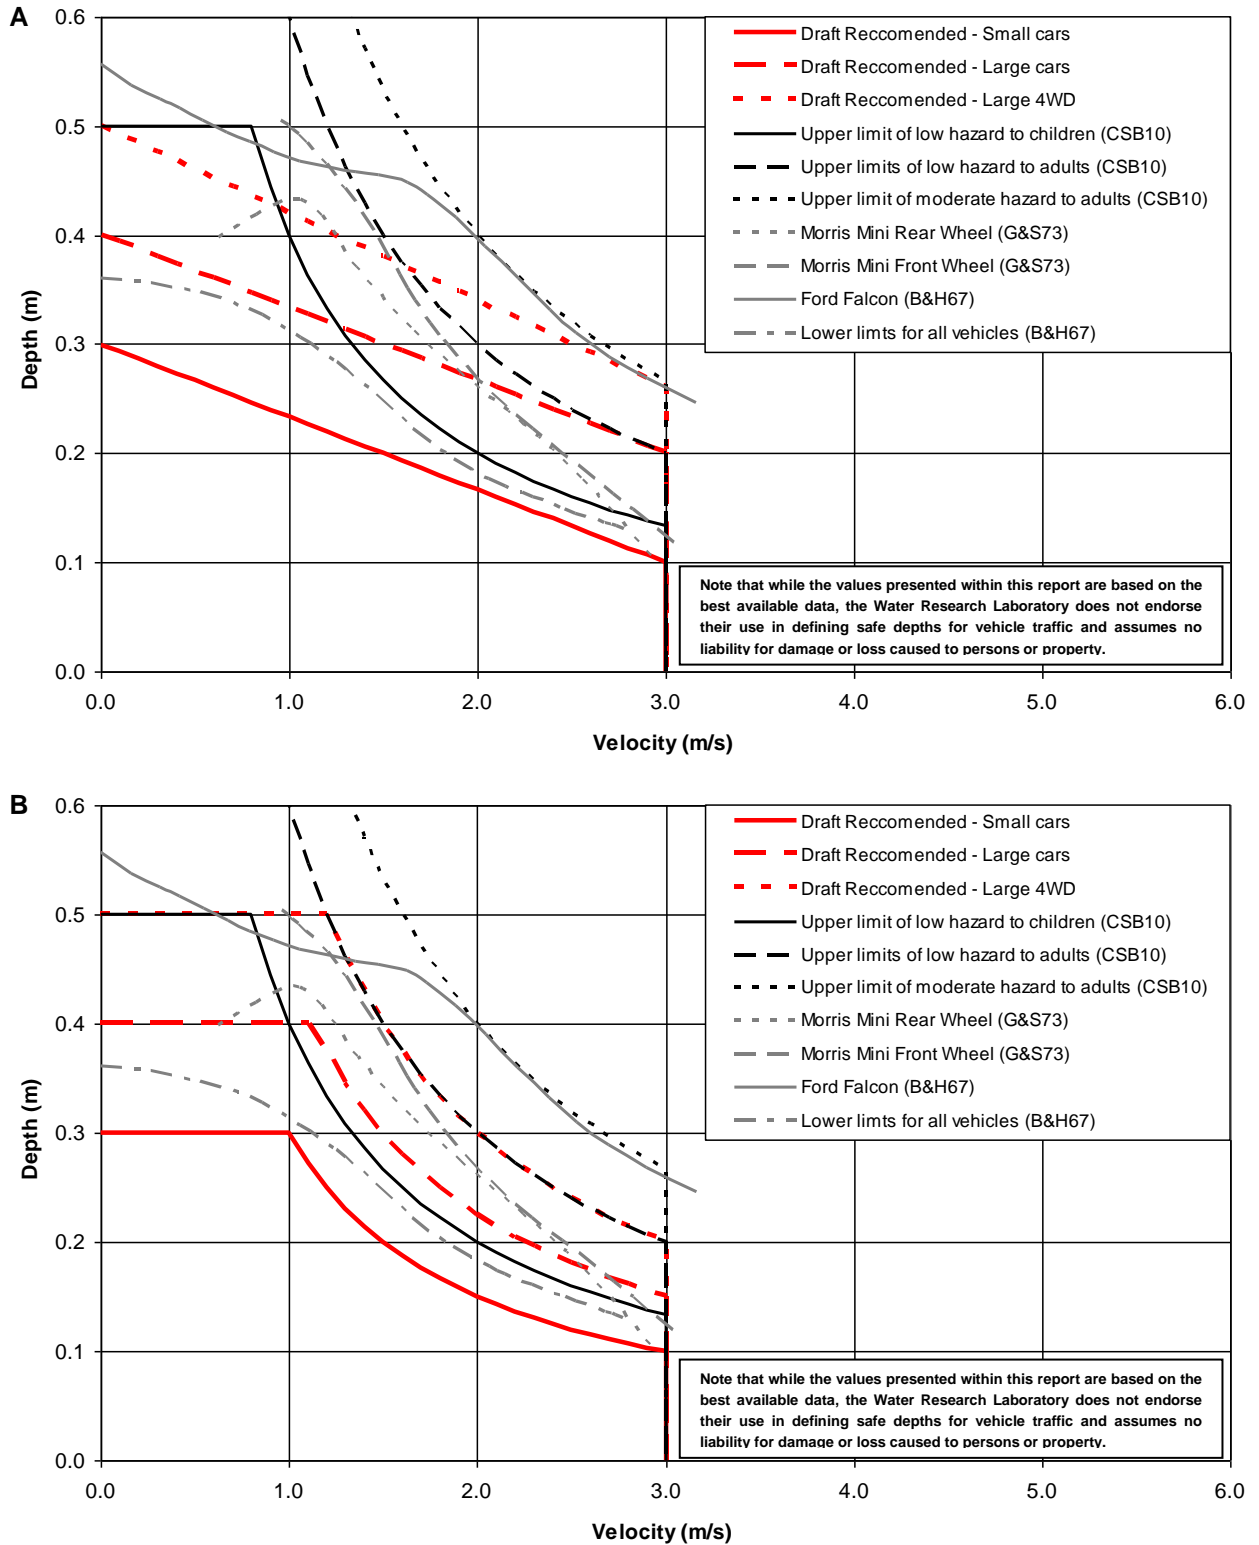 A
0.6
0.5
0.4
0.3
0.2
0.1
0.0
Depth (m)
0.0 1.0 2.0 3.0 4.0 5.0 6.0
Velocity (m/s)
Draft Reccomended - Small cars
Draft Reccomended - Large cars
Draft Reccomended - Large 4WD
Upper limit of low hazard to children (CSB10)
Upper limits of low hazard to adults (CSB10)
Upper limit of moderate hazard to adults (CSB10)
Morris Mini Rear Wheel (G&S73)
Morris Mini Front Wheel (G&S73)
Ford Falcon (B&H67)
Lower limts for all vehicles (B&H67)
Note that while the values presented within this report are based on the
best available data, the Water Research Laboratory does not endorse
their use in defining safe depths for vehicle traffic and assumes no
liability for damage or loss caused to persons or property.
B
0.6
0.5
0.4
0.3
0.2
0.1
0.0
Depth (m)
0.0 1.0 2.0 3.0 4.0 5.0 6.0
Velocity (m/s)
Draft Reccomended - Small cars
Draft Reccomended - Large cars
Draft Reccomended - Large 4WD
Upper limit of low hazard to children (CSB10)
Upper limits of low hazard to adults (CSB10)
Upper limit of moderate hazard to adults (CSB10)
Morris Mini Rear Wheel (G&S73)
Morris Mini Front Wheel (G&S73)
Ford Falcon (B&H67)
Lower limts for all vehicles (B&H67)
Note that while the values presented within this report are based on the
best available data, the Water Research Laboratory does not endorse
their use in defining safe depths for vehicle traffic and assumes no
liability for damage or loss caused to persons or property.